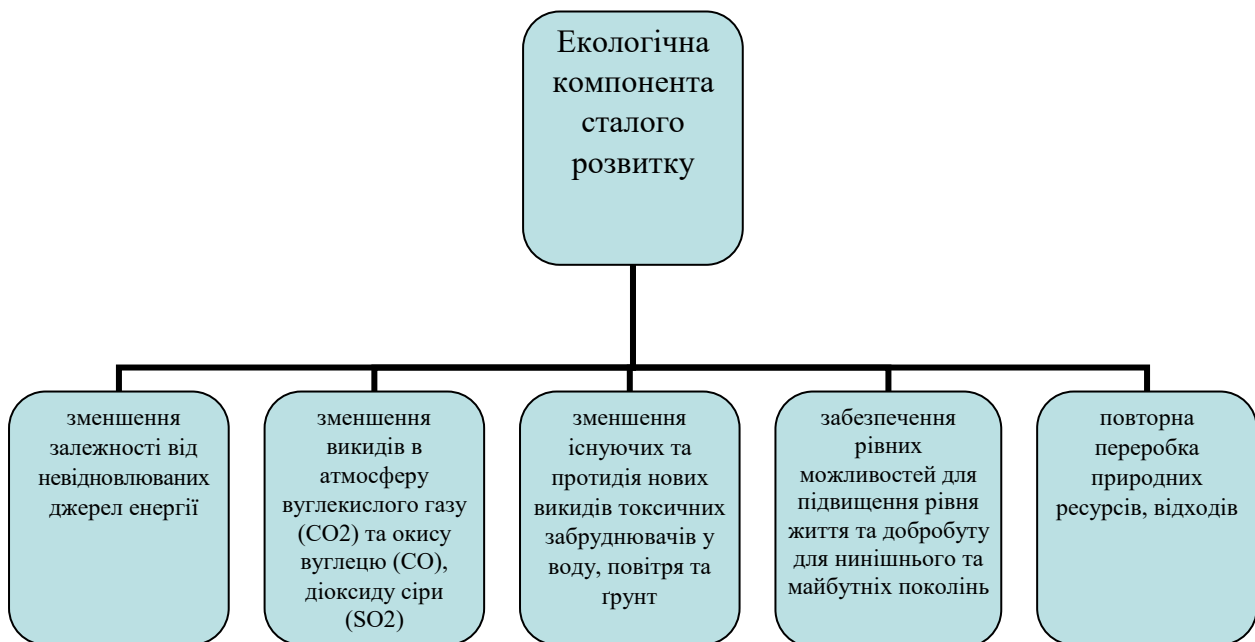 Екологічна
компонента
сталого
розвитку
зменшення
залежності від
невідновлюваних
джерел енергії
зменшення
викидів в
атмосферу
вуглекислого газу
(CO2) та окису
вуглецю (CO),
діоксиду сіри
(SO2)
зменшення
існуючих та
протидія нових
викидів токсичних
забруднювачів у
воду, повітря та
ґрунт
забезпечення
рівних
можливостей для
підвищення рівня
життя та добробуту
для нинішнього та
майбутніх поколінь
повторна
переробка
природних
ресурсів, відходів